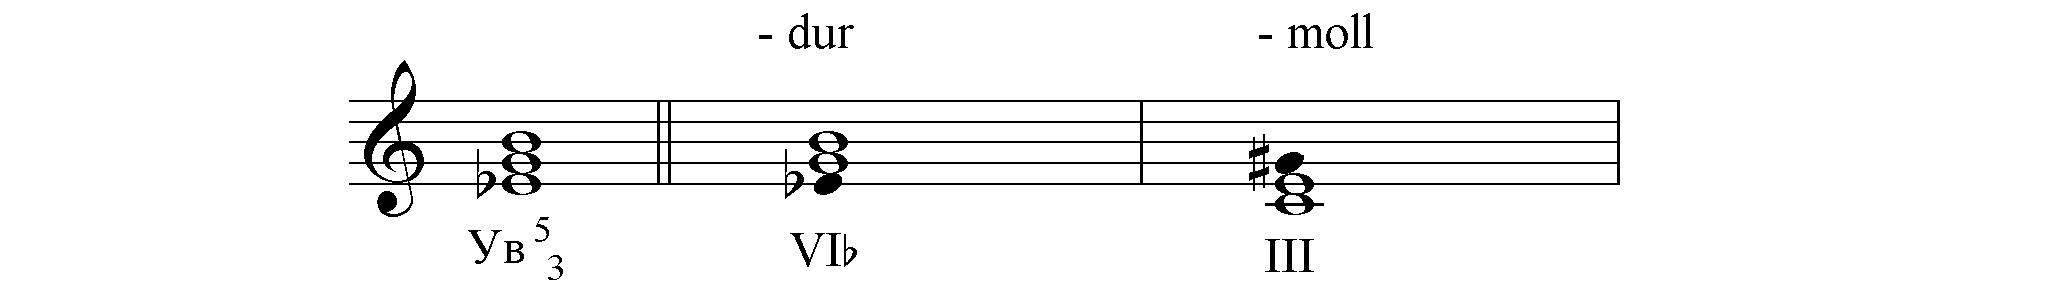 - dur - moll
Ув 5 3 VI♭ III